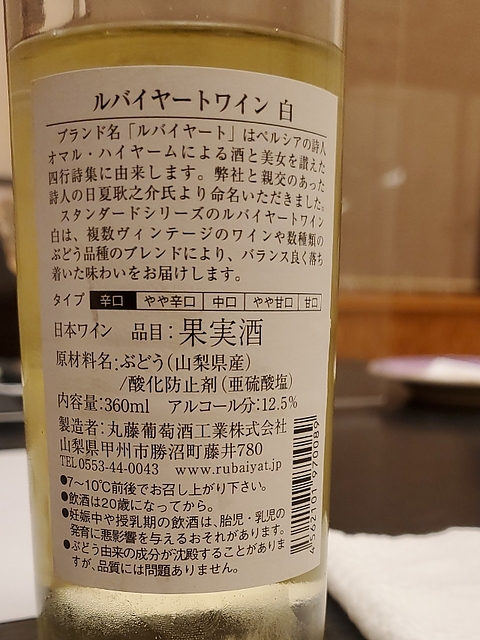 ルバイヤートワイン 白
ブランド名「ルバイヤート」はペルシアの詩人
オマル・ハイヤームによる酒と美女を讃えた
四行詩集に由来します。弊社と親交のあった
詩人の日夏耿之介氏より命名いただきました。
スタンダードシリーズのルバイヤートワイン
白は、複数ヴィンテージのワインや数種類の
ぶどう品種のブレンドにより、バランス良く落ち
着いた味わいをお届けします。
タイプ 辛口 やや辛口 中口 やや甘口 甘口
日本ワイン 品目：果実酒
原材料名：ぶどう（山梨県産）
/酸化防止剤（亜硫酸塩）
内容量：360ml アルコール分：12.5%
製造者：丸藤葡萄酒工業株式会社
山梨県甲州市勝沼町藤井780
TEL0553-44-0043 www.rubaiyat.jp
●7〜10℃前後でお召し上がり下さい。
●飲酒は20歳になってから。
●妊娠中や授乳期の飲酒は、胎児・乳児の
発育に悪影響を与えるおそれがあります。
●ぶどう由来の成分が沈殿することがありま
すが、品質には問題ありません。
4 562101 970089